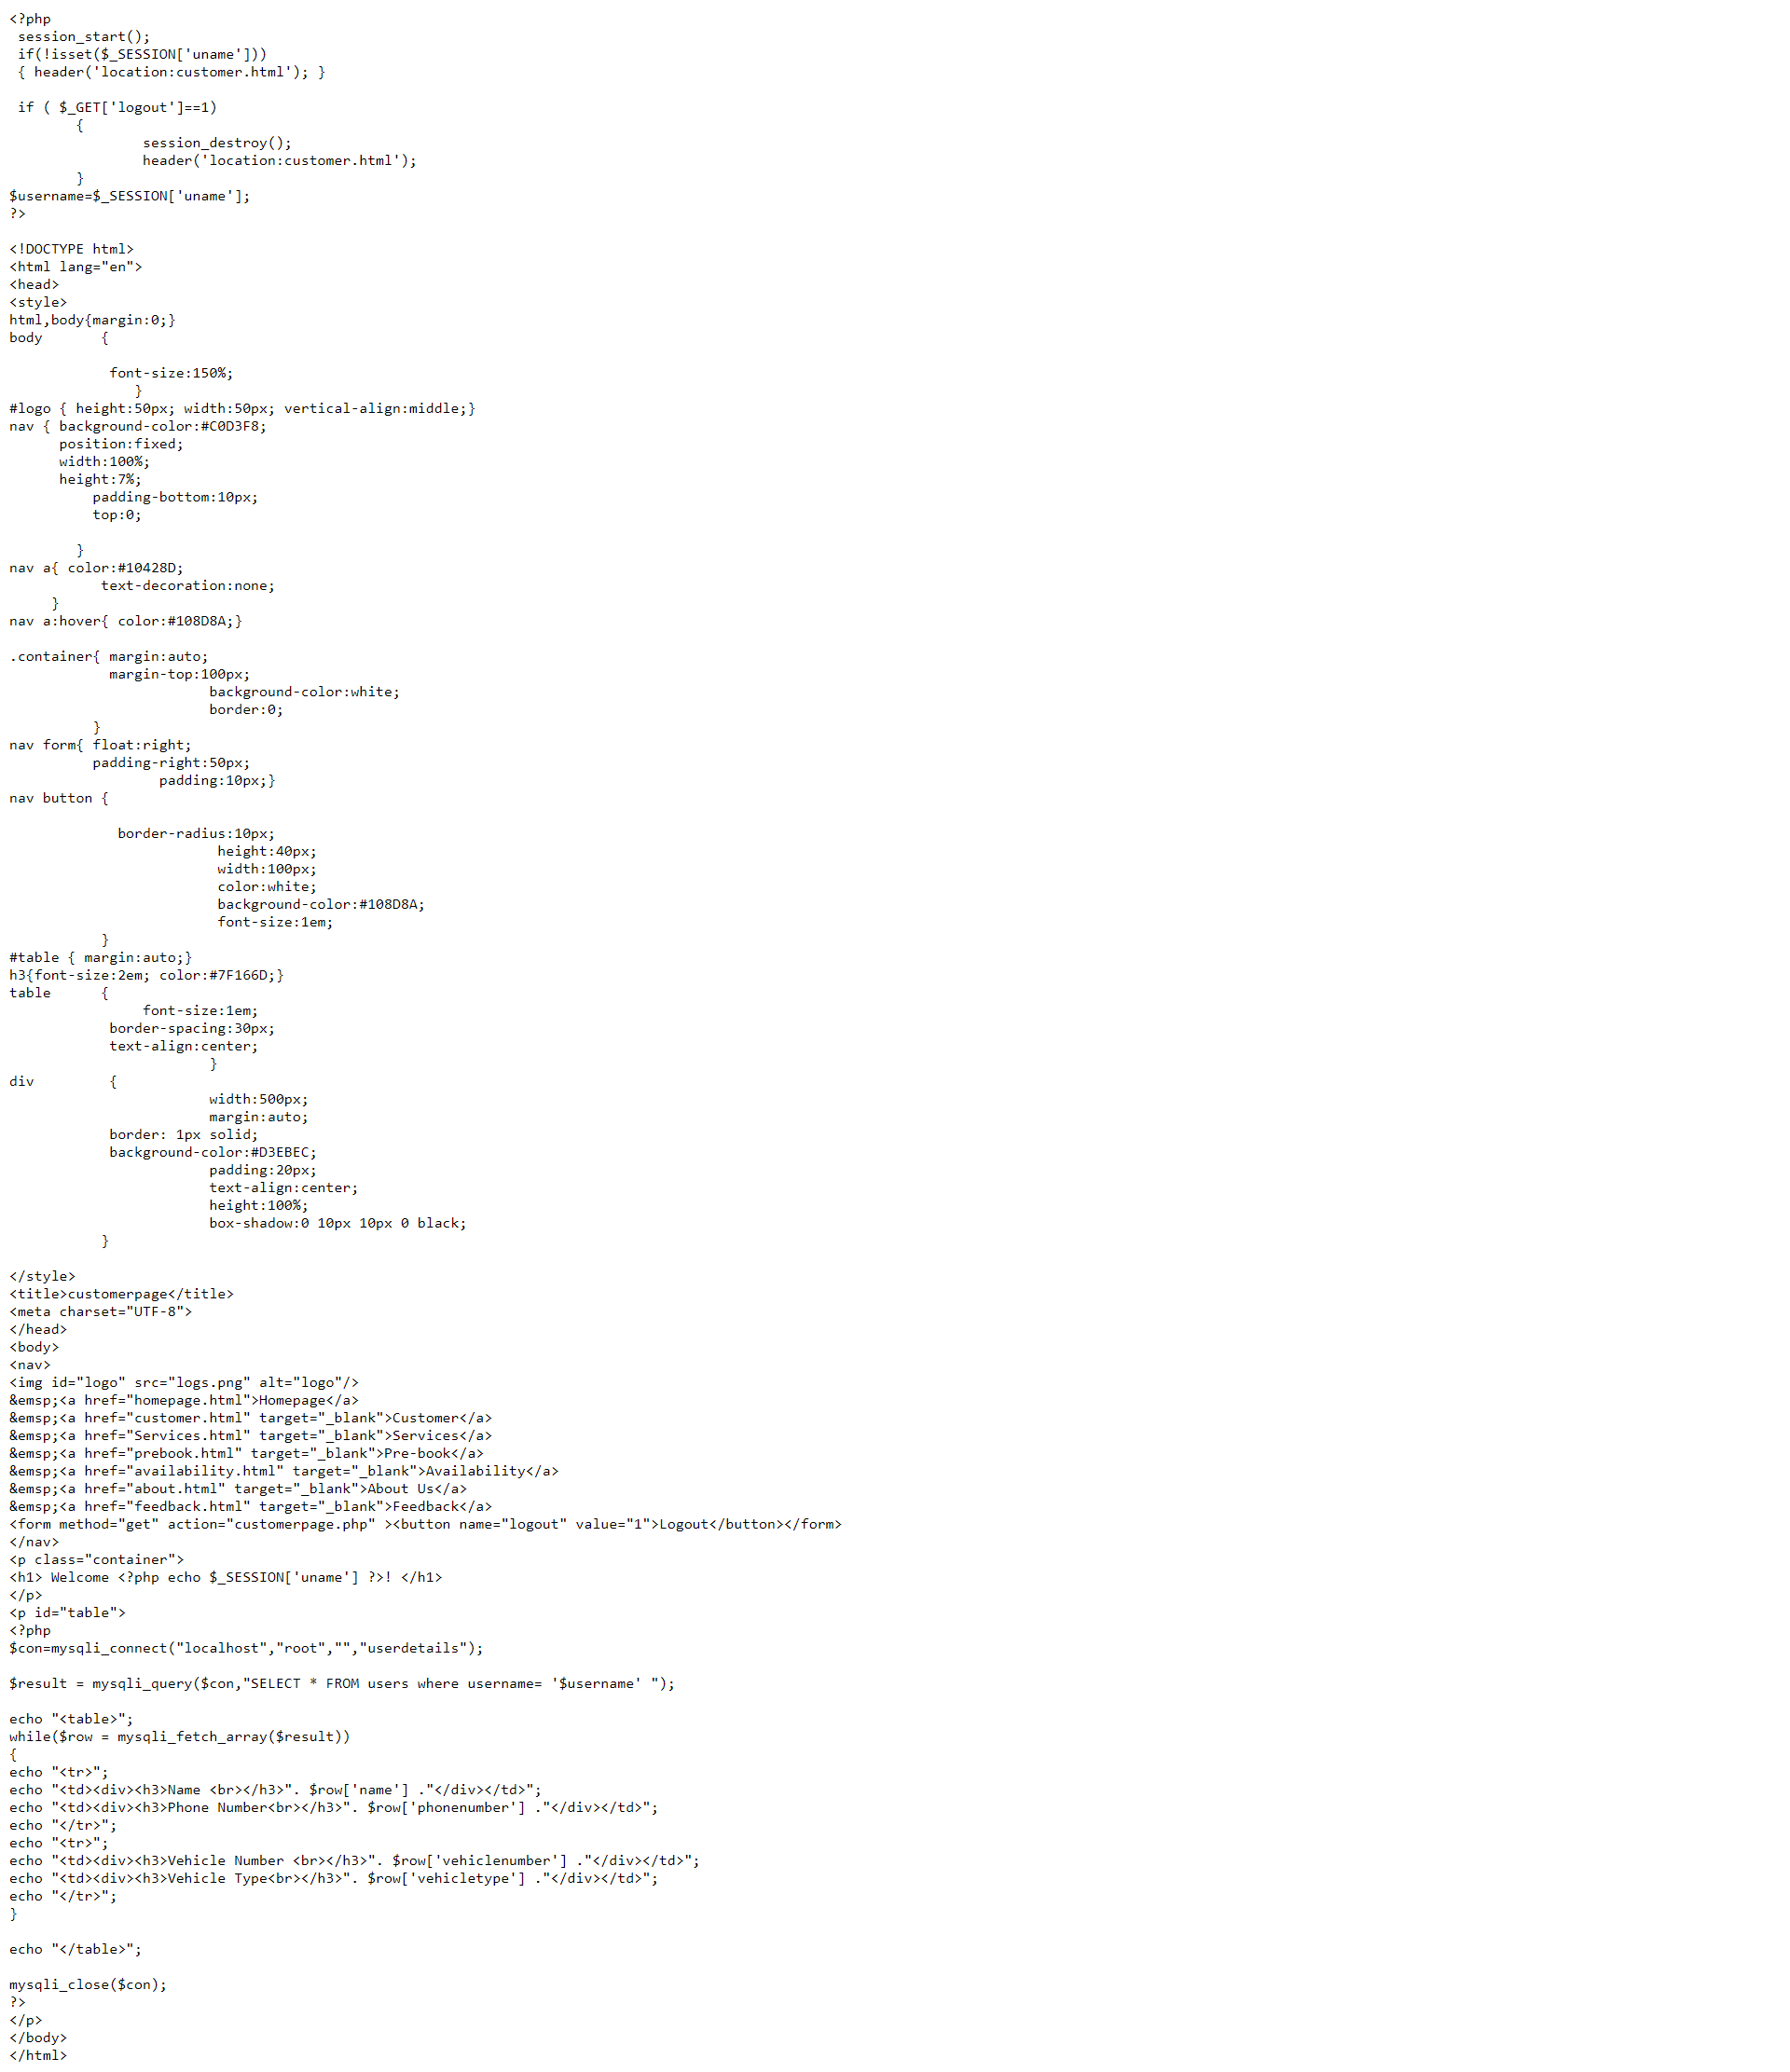 <?php
session_start();
if(!isset($_SESSION['uname']))
{ header('location:customer.html'); }
if ( $_GET['logout']==1)
{
session_destroy();
header('location:customer.html');
}
$username=$_SESSION['uname'];
?>
<!DOCTYPE html>
<html lang="en">
<head>
<style>
html,body{margin:0;}
body {
font-size:150%;
}
#logo { height:50px; width:50px; vertical-align:middle;}
nav { background-color:#C0D3F8;
position:fixed;
width:100%;
height:7%;
padding-bottom:10px;
top:0;
}
nav a{ color:#10428D;
text-decoration:none;
}
nav a:hover{ color:#108D8A;}
.container{ margin:auto;
margin-top:100px;
background-color:white;
border:0;
}
nav form{ float:right;
padding-right:50px;
padding:10px;}
nav button {
border-radius:10px;
height:40px;
width:100px;
color:white;
background-color:#108D8A;
font-size:1em;
}
#table { margin:auto;}
h3{font-size:2em; color:#7F166D;}
table {
font-size:1em;
border-spacing:30px;
text-align:center;
}
div {
width:500px;
margin:auto;
border: 1px solid;
background-color:#D3EBEC;
padding:20px;
text-align:center;
height:100%;
box-shadow:0 10px 10px 0 black;
}
</style>
<title>customerpage</title>
<meta charset="UTF-8">
</head>
<body>
<nav>
<img id="logo" src="logs.png" alt="logo"/>
&emsp;<a href="homepage.html">Homepage</a>
&emsp;<a href="customer.html" target="_blank">Customer</a>
&emsp;<a href="Services.html" target="_blank">Services</a>
&emsp;<a href="prebook.html" target="_blank">Pre-book</a>
&emsp;<a href="availability.html" target="_blank">Availability</a>
&emsp;<a href="about.html" target="_blank">About Us</a>
&emsp;<a href="feedback.html" target="_blank">Feedback</a>
<form method="get" action="customerpage.php" ><button name="logout" value="1">Logout</button></form>
</nav>
<p class="container">
<h1> Welcome <?php echo $_SESSION['uname'] ?>! </h1>
</p>
<p id="table">
<?php
$con=mysqli_connect("localhost","root","","userdetails");
$result = mysqli_query($con,"SELECT * FROM users where username= '$username' ");
echo "<table>";
while($row = mysqli_fetch_array($result))
{
echo "<tr>";
echo "<td><div><h3>Name <br></h3>". $row['name'] ."</div></td>";
echo "<td><div><h3>Phone Number<br></h3>". $row['phonenumber'] ."</div></td>";
echo "</tr>";
echo "<tr>";
echo "<td><div><h3>Vehicle Number <br></h3>". $row['vehiclenumber'] ."</div></td>";
echo "<td><div><h3>Vehicle Type<br></h3>". $row['vehicletype'] ."</div></td>";
echo "</tr>";
}
echo "</table>";
mysqli_close($con);
?>
</p>
</body>
</html>